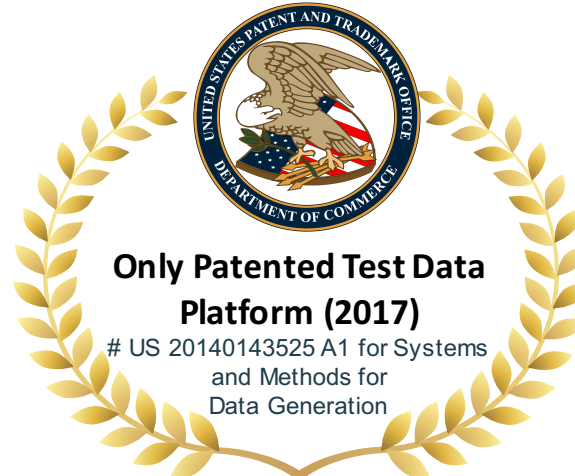 UNITED STATES PATENT AND TRADEMARK OFFICE
DEPARTMENT OF COMMERCE
Only Patented Test Data
Platform (2017)
# US 20140143525 A1 for Systems
and Methods for
Data Generation